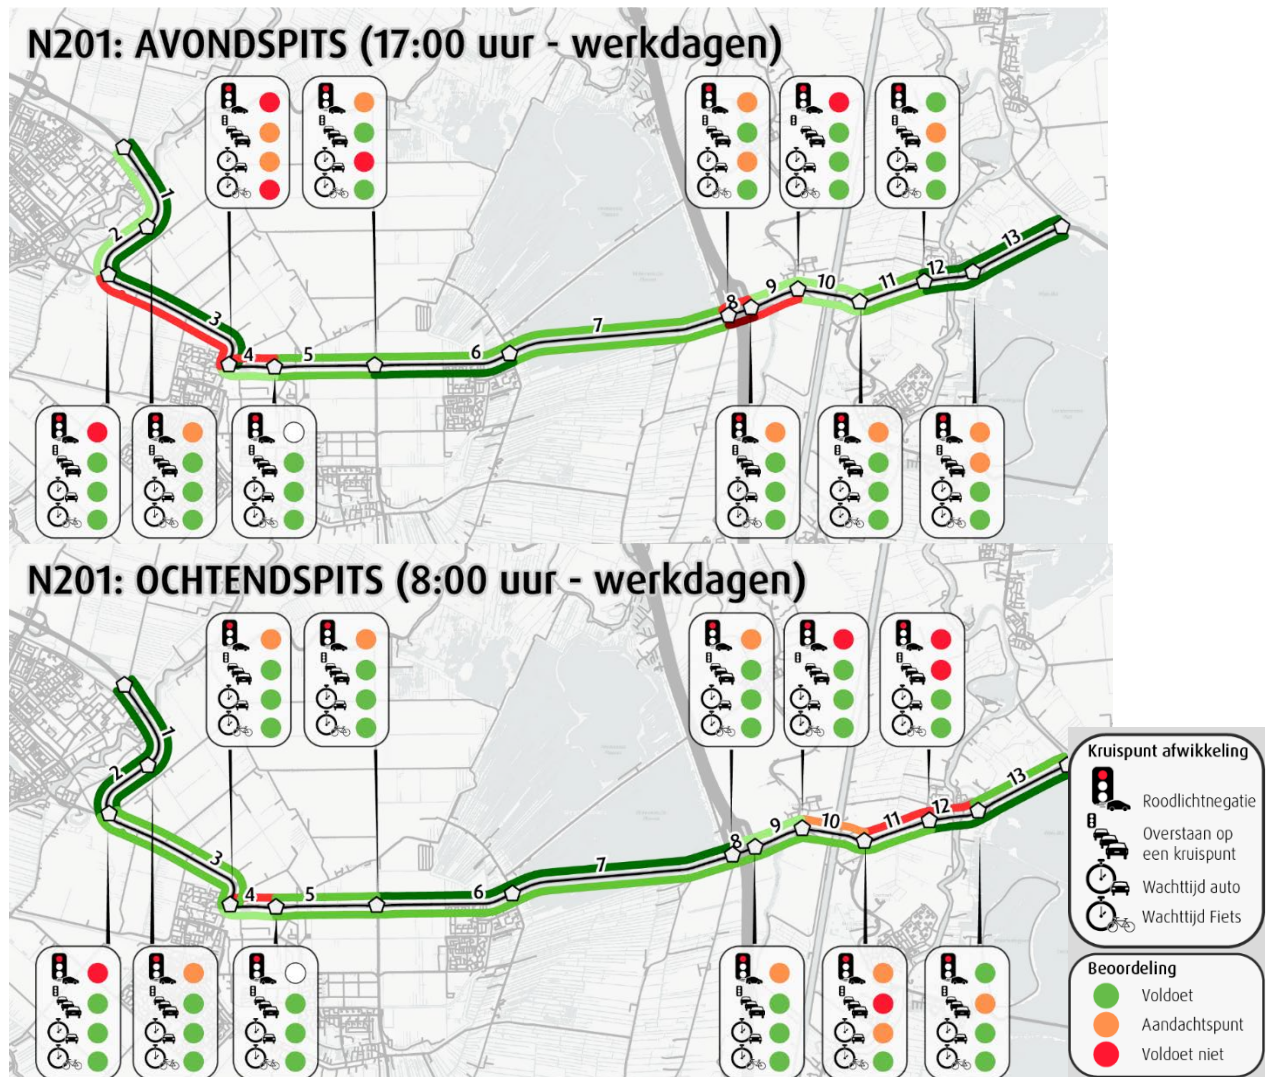 N201: AVONDSPITS (17:00 uur - werkdagen)
1
2
3
4
5
6
7
8
9
10
11
12
13
N201: OCHTENDSPITS (8:00 uur - werkdagen)
1
2
3
4
5
6
7
8
9
10
11
12
13
Kruispunt afwikkeling
Roodlichtnegatie
Overstaan op
een kruispunt
Wachttijd auto
Wachttijd Fiets
Beoordeling
Voldoet
Aandachtspunt
Voldoet niet